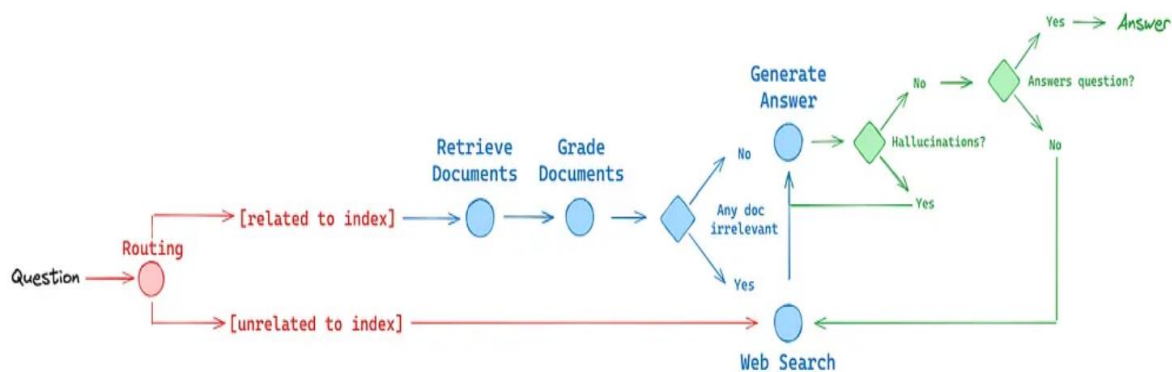 Yes
Answer
Generate
Answer
No
Answers question?
Hallucinations?
No
Retrieve
Documents
Grade
Documents
No
Any doc
irrelevant
Yes
[related to index]
Routing
Question
Yes
[unrelated to index]
Web Search